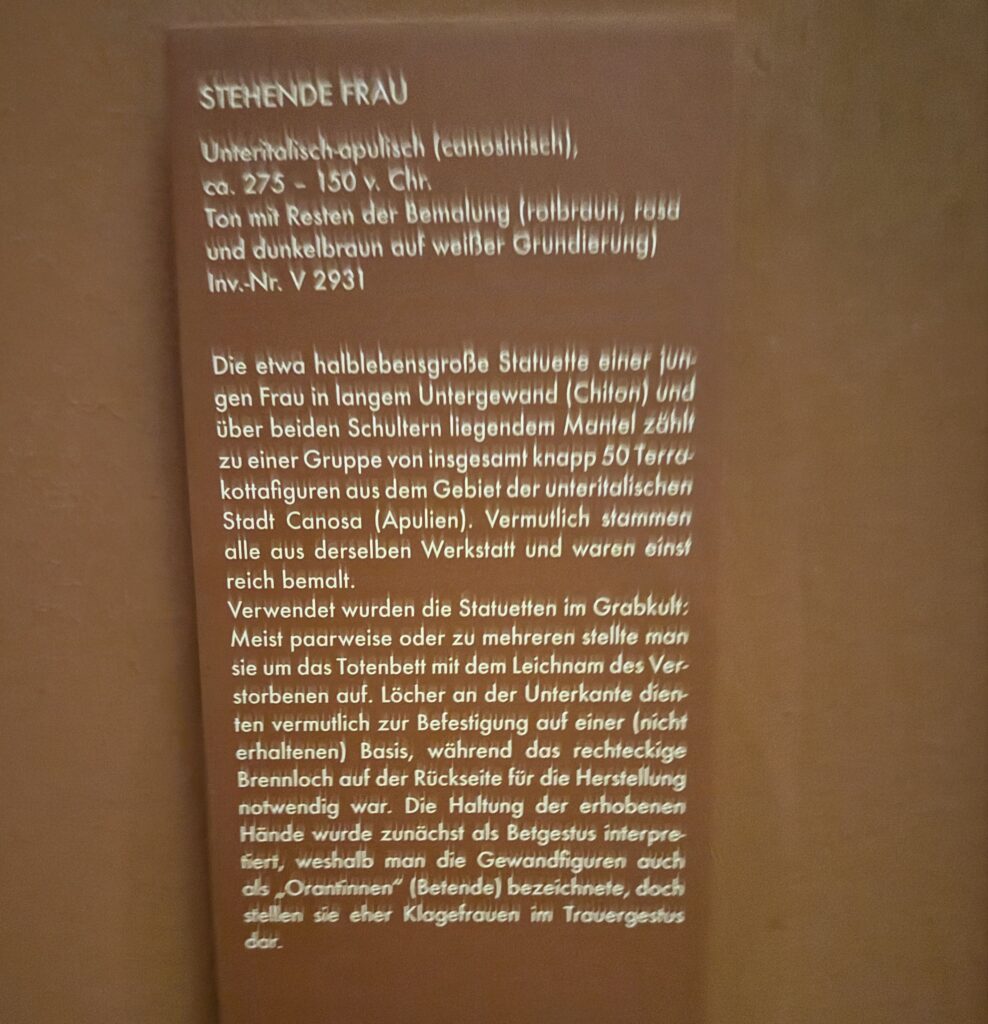 STEHENDE FRAU
Unteritalisch-apulisch (canosinisch),
ca. 275 – 150 v. Chr.
Ton mit Resten der Bemalung (rotbraun, rosa
und dunkelbraun auf weißer Grundierung)
Inv.-Nr. V 2931
Die etwa halblebensgroße Statuette einer jun-
gen Frau in langem Untergewand (Chiton) und
über beiden Schultern liegendem Mantel zählt
zu einer Gruppe von insgesamt knapp 50 Terra-
kottafiguren aus dem Gebiet der unteritalischen
Stadt Canosa (Apulien). Vermutlich stammen
alle aus derselben Werkstatt und waren einst
reich bemalt.
Verwendet wurden die Statuetten im Grabkult:
Meist paarweise oder zu mehreren stellte man
sie um das Totenbett mit dem Leichnam des Ver-
storbenen auf. Löcher an der Unterkante dien-
ten vermutlich zur Befestigung auf einer (nicht
erhaltenen) Basis, während das rechteckige
Brennloch auf der Rückseite für die Herstellung
notwendig war. Die Haltung der erhobenen
Hände wurde zunächst als Betgestus interpre-
tiert, weshalb man die Gewandfiguren auch
als „Orantinnen“ (Betende) bezeichnete, doch
stellen sie eher Klagefrauen im Trauergestus
dar.